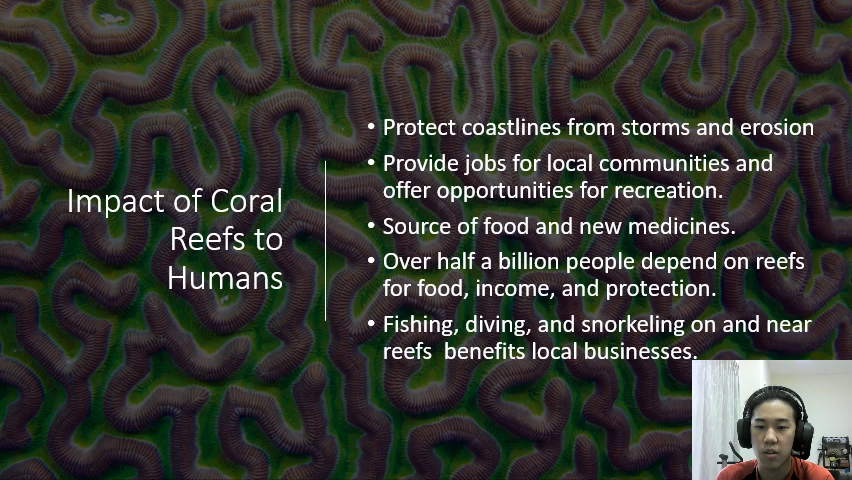 Impact of Coral
Reefs to
Humans
• Protect coastlines from storms and erosion
• Provide jobs for local communities and
offer opportunities for recreation.
• Source of food and new medicines.
• Over half a billion people depend on reefs
for food, income, and protection.
• Fishing, diving, and snorkeling on and near
reefs  benefits local businesses.